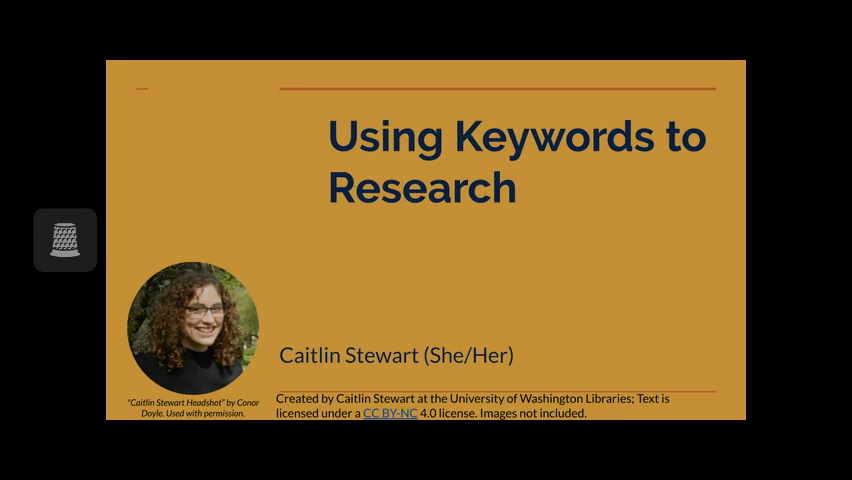 Using Keywords to
Research
Caitlin Stewart (She/Her)
"Caitlin Stewart Headshot" by Conor
Doyle. Used with permission.
Created by Caitlin Stewart at the University of Washington Libraries; Text is
licensed under a CC BY-NC 4.0 license. Images not included.